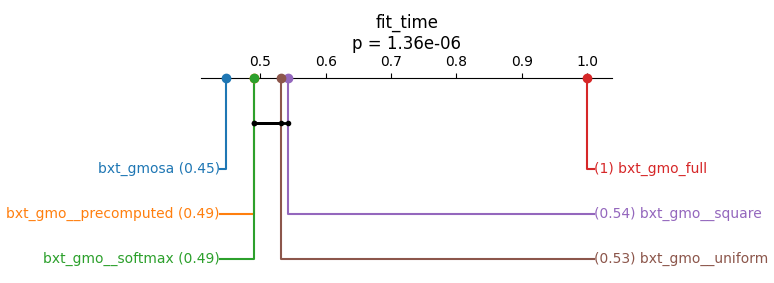 fit_time
p = 1.36e-06
0.5 0.6 0.7 0.8 0.9 1.0
bxt_gmosa (0.45)
(1) bxt_gmo_full
bxt_gmo__precomputed (0.49)
(0.54) bxt_gmo__square
bxt_gmo__softmax (0.49)
(0.53) bxt_gmo__uniform